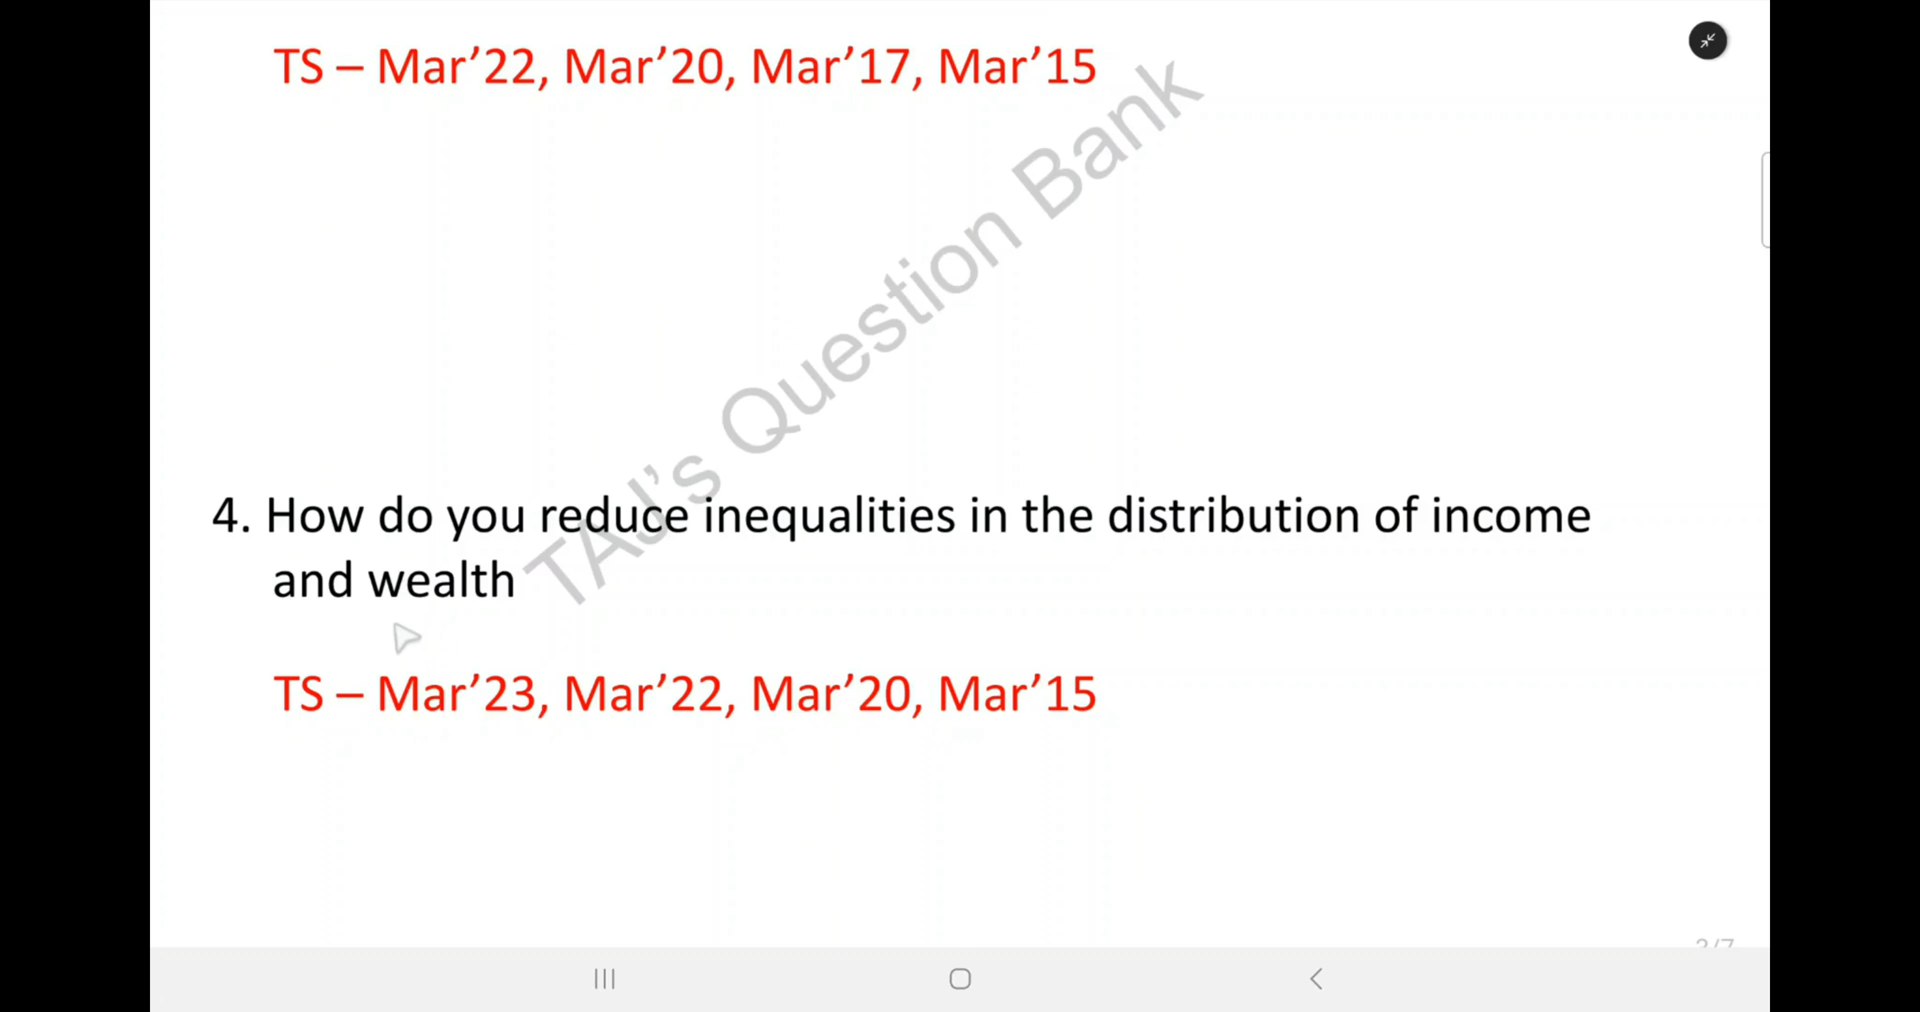 TS – Mar’22, Mar’20, Mar’17, Mar’15
TAJ’s Question Bank
4. How do you reduce inequalities in the distribution of income
and wealth
TS – Mar’23, Mar’22, Mar’20, Mar’15